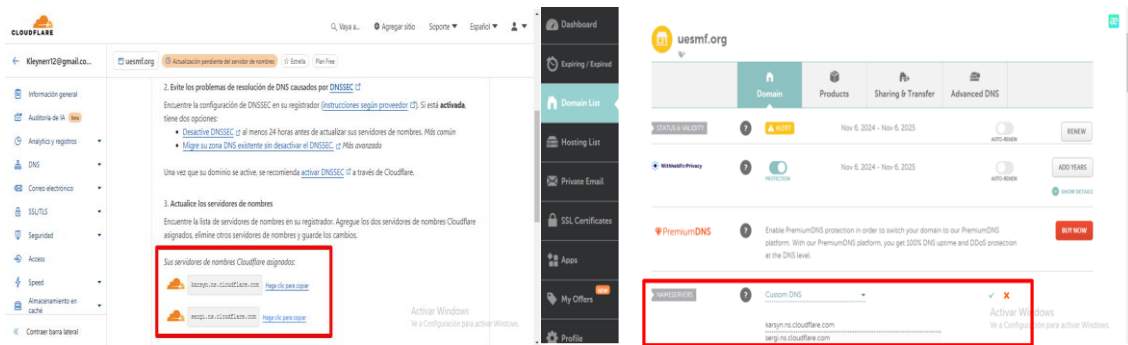 CLOUDFLARE
Vaya a...
Agregar sitio
Soporte
Español
Kleynerr12@gmail.co...
uesmf.org
Actualización pendiente del servidor de nombres
Estrella
Plan Free
Información general
Auditoría de IA Beta
Analytics y registros
DNS
Correo electrónico
SSL/TLS
Seguridad
Access
Speed
Almacenamiento en
caché
Contraer barra lateral
2. Evite los problemas de resolución de DNS causados por DNSSEC
Encuentre la configuración de DNSSEC en su registrador (instrucciones según proveedor). Si está activada,
tiene dos opciones:
• Desactive DNSSEC al menos 24 horas antes de actualizar sus servidores de nombres. Más común
• Migre su zona DNS existente sin desactivar el DNSSEC. Más avanzado
Una vez que su dominio se active, se recomienda activar DNSSEC a través de Cloudflare.
3. Actualice los servidores de nombres
Encuentre la lista de servidores de nombres en su registrador. Agregue los dos servidores de nombres Cloudflare
asignados, elimine otros servidores de nombres y guarde los cambios.
Sus servidores de nombres Cloudflare asignados:
karsyn.ns.cloudflare.com Haga clic para copiar
sergi.ns.cloudflare.com Haga clic para copiar
Activar Windows
Ve a Configuración para activar Windows.
Dashboard
Expiring / Expired
Domain List
Hosting List
Private Email
SSL Certificates
Apps
My Offers
NEW
Profile
uesmf.org
Domain
Products
Sharing & Transfer
Advanced DNS
STATUS & VALIDITY
?
ALERT
Nov 6, 2024 - Nov 6, 2025
AUTO-RENEW
RENEW
WithheldforPrivacy
?
PROTECTION
Nov 6, 2024 - Nov 6, 2025
AUTO-RENEW
ADD YEARS
SHOW DETAILS
PremiumDNS
?
Enable PremiumDNS protection in order to switch your domain to our PremiumDNS
platform. With our PremiumDNS platform, you get 100% DNS uptime and DDoS protection
at the DNS level.
BUY NOW
NAMESERVERS
?
Custom DNS
karsyn.ns.cloudflare.com
sergi.ns.cloudflare.com
Activar Windows
Ve a Configuración para activar Windows.